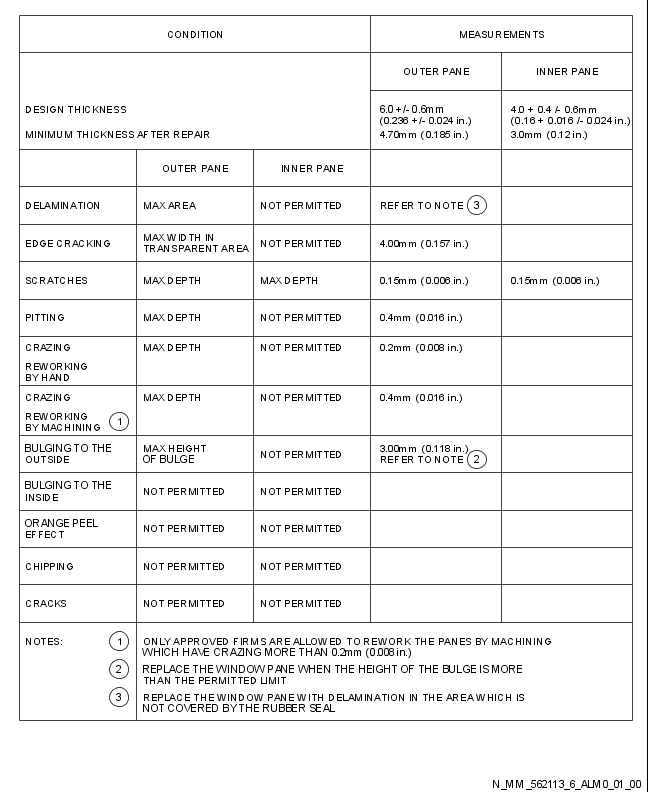 CONDITION MEASUREMENTS
OUTER PANE INNER PANE
DESIGN THICKNESS 6.0 +/- 0.6mm 4.0 + 0.4 /- 0.6mm
(0.236 +/- 0.024 in.) (0.16 + 0.016 /- 0.024 in.)
MINIMUM THICKNESS AFTER REPAIR 4.70mm (0.185 in.) 3.0mm (0.12 in.)
OUTER PANE INNER PANE
DELAMINATION MAX AREA NOT PERMITTED REFER TO NOTE 3
EDGE CRACKING MAX WIDTH IN TRANSPARENT AREA NOT PERMITTED 4.00mm (0.157 in.)
SCRATCHES MAX DEPTH MAX DEPTH 0.15mm (0.006 in.) 0.15mm (0.006 in.)
PITTING MAX DEPTH NOT PERMITTED 0.4mm (0.016 in.)
CRAZING MAX DEPTH NOT PERMITTED 0.2mm (0.008 in.)
REWORKING
BY HAND
CRAZING MAX DEPTH NOT PERMITTED 0.4mm (0.016 in.)
REWORKING
BY MACHINING 1
BULGING TO THE OUTSIDE MAX HEIGHT OF BULGE NOT PERMITTED 3.00mm (0.118 in.)
REFER TO NOTE 2
BULGING TO THE INSIDE NOT PERMITTED NOT PERMITTED
ORANGE PEEL EFFECT NOT PERMITTED NOT PERMITTED
CHIPPING NOT PERMITTED NOT PERMITTED
CRACKS NOT PERMITTED NOT PERMITTED
NOTES: 1 ONLY APPROVED FIRMS ARE ALLOWED TO REWORK THE PANES BY MACHINING
WHICH HAVE CRAZING MORE THAN 0.2mm (0.008 in.)
2 REPLACE THE WINDOW PANE WHEN THE HEIGHT OF THE BULGE IS MORE
THAN THE PERMITTED LIMIT
3 REPLACE THE WINDOW PANE WITH DELAMINATION IN THE AREA WHICH IS
NOT COVERED BY THE RUBBER SEAL
N_MM_562113_6_ALM0_01_00